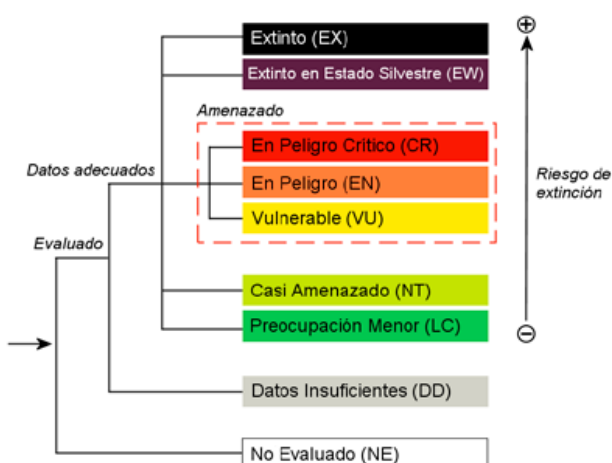 Extinto (EX)
Extinto en Estado Silvestre (EW)
Amenazado
En Peligro Critico (CR)
Datos adecuados
En Peligro (EN)
Riesgo de
extinción
Vulnerable (VU)
Evaluado
Casi Amenazado (NT)
Preocupación Menor (LC)
Datos Insuficientes (DD)
No Evaluado (NE)